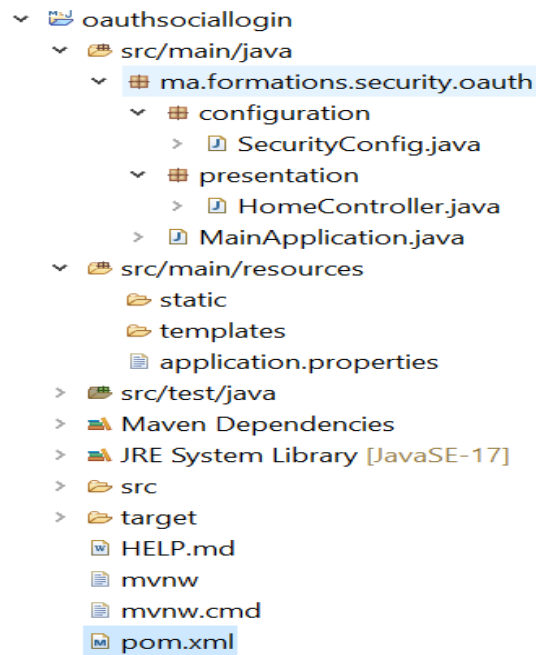 oauthsociallogin
src/main/java
ma.formations.security.oauth
configuration
SecurityConfig.java
presentation
HomeController.java
MainApplication.java
src/main/resources
static
templates
application.properties
src/test/java
Maven Dependencies
JRE System Library [JavaSE-17]
src
target
HELP.md
mvnw
mvnw.cmd
pom.xml